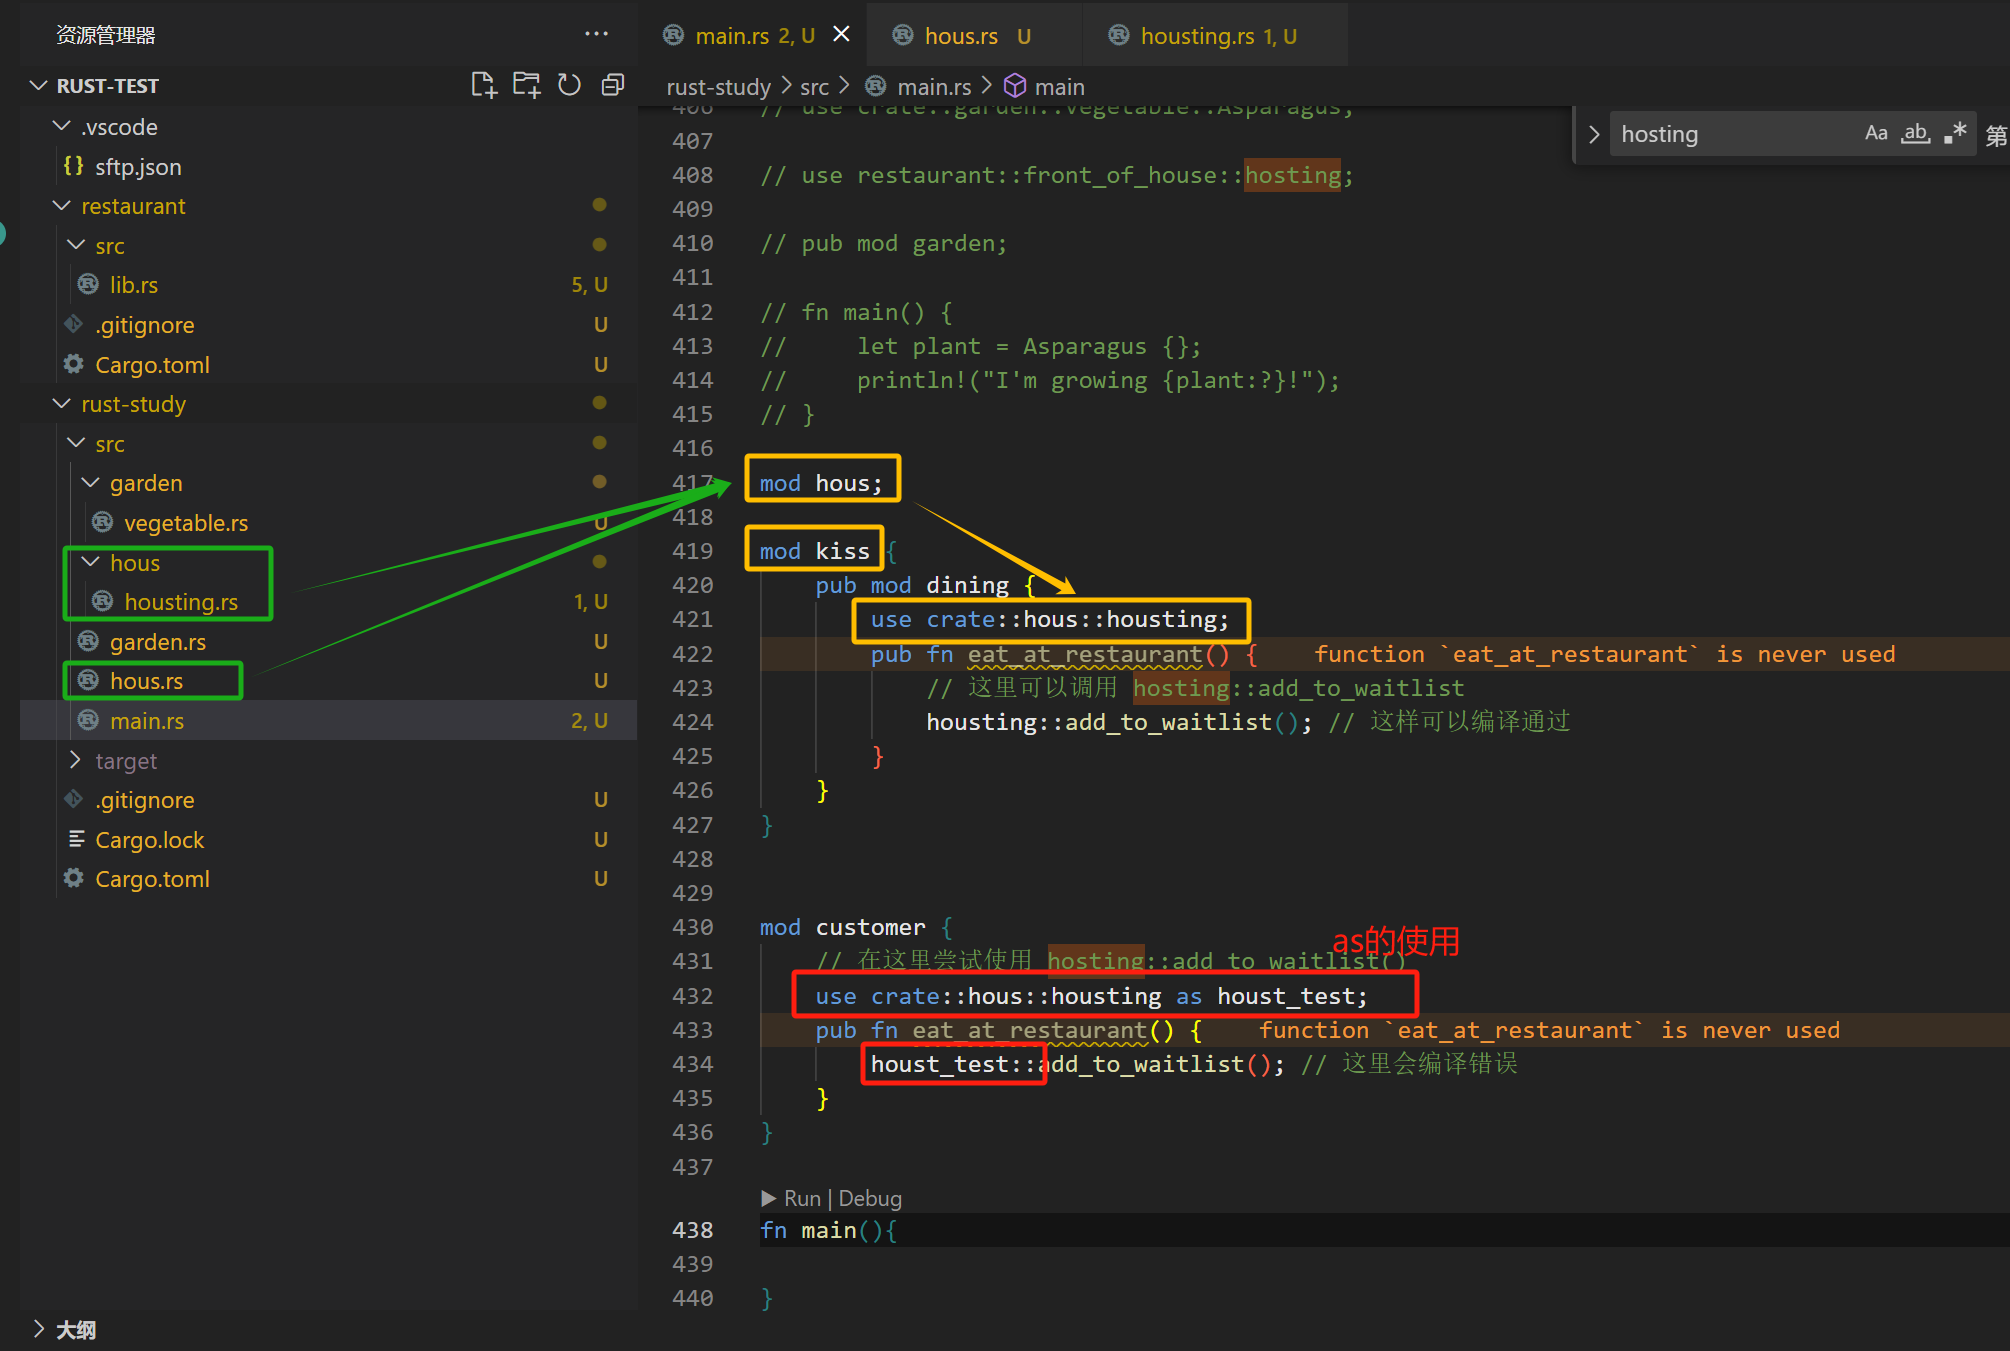 资源管理器 ···
RUST-TEST
.vscode
{} sftp.json
restaurant
src
lib.rs 5, U
.gitignore U
Cargo.toml U
rust-study
src
garden
vegetable.rs U
hous
housting.rs 1, U
garden.rs U
hous.rs U
main.rs 2, U
target
.gitignore U
Cargo.lock U
Cargo.toml U
大纲
main.rs 2, U
hous.rs U
housting.rs 1, U
rust-study > src > main.rs > main
hosting Aa ab. .* 第
406 // use crate::garden::vegetable::Asparagus;
407
408 // use restaurant::front_of_house::hosting;
409
410 // pub mod garden;
411
412 // fn main() {
413 //     let plant = Asparagus {};
414 //     println!("I'm growing {plant:?}!");
415 // }
416
417 mod hous;
418
419 mod kiss {
420     pub mod dining {
421         use crate::hous::housting;
422         pub fn eat_at_restaurant() {    function `eat_at_restaurant` is never used
423             // 这里可以调用 hosting::add_to_waitlist
424             housting::add_to_waitlist(); // 这样可以编译通过
425         }
426     }
427 }
428
429
430 mod customer {
as的使用
431     // 在这里尝试使用 hosting::add_to_waitlist()
432     use crate::hous::housting as houst_test;
433     pub fn eat_at_restaurant() {    function `eat_at_restaurant` is never used
434         houst_test::add_to_waitlist(); // 这里会编译错误
435     }
436 }
437
Run | Debug
438 fn main(){
439
440 }